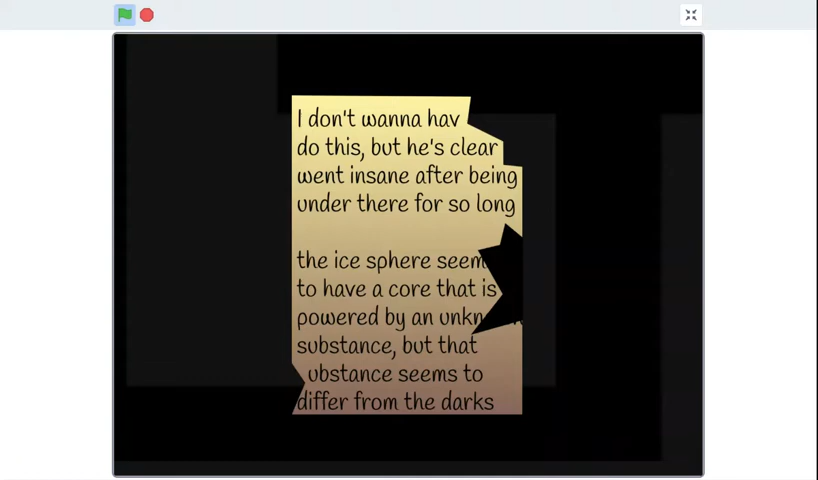 I don't wanna hav
do this, but he's clear
went insane after being
under there for so long
the ice sphere seem
to have a core that is
powered by an unkn
substance, but that
ubstance seems to
differ from the darks